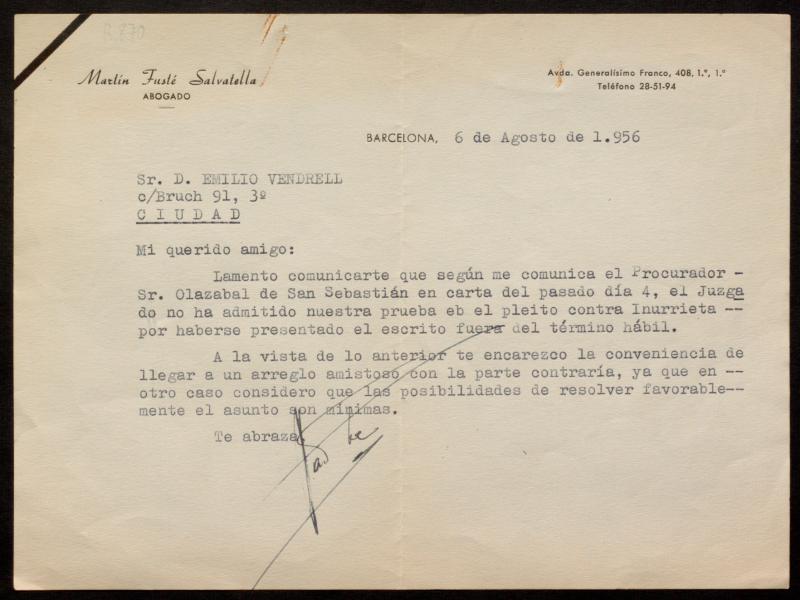 R.270
Martín Fusté Salvatella
ABOGADO
Avda. Generalísimo Franco, 408, 1.º, 1.ª
Teléfono 28-51-94
BARCELONA, 6 de Agosto de 1.956
Sr. D. EMILIO VENDRELL
c/Bruch 91, 3º
C I U D A D
Mi querido amigo:
Lamento comunicarte que según me comunica el Procurador -
Sr. Olazabal de San Sebastián en carta del pasado día 4, el Juzga
do no ha admitido nuestra prueba eb el pleito contra Inurrieta --
por haberse presentado el escrito fuera del término hábil.
A la vista de lo anterior te encarezco la conveniencia de
llegar a un arreglo amistoso con la parte contraría, ya que en --
otro caso considero que las posibilidades de resolver favorable--
mente el asunto son mínimas.
Te abraza